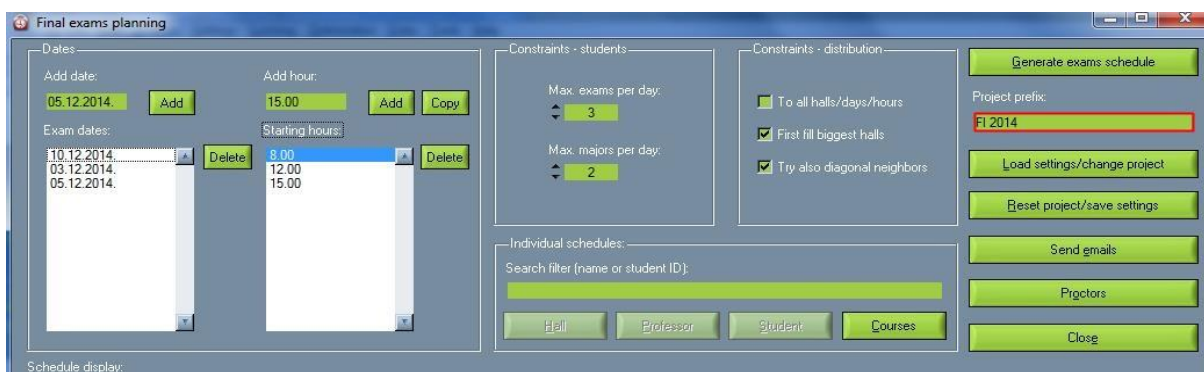 Final exams planning
Dates
Add date:
05.12.2014.
Add
Add hour:
15.00
Add
Copy
Exam dates:
10.12.2014.
03.12.2014.
05.12.2014.
Delete
Starting hours:
8.00
12.00
15.00
Delete
Constraints - students
Max. exams per day:
3
Max. majors per day:
2
Constraints - distribution
To all halls/days/hours
First fill biggest halls
Try also diagonal neighbors
Individual schedules:
Search filter (name or student ID):
Hall
Professor
Student
Courses
Generate exams schedule
Project prefix:
FI 2014
Load settings/change project
Reset project/save settings
Send emails
Proctors
Close
Schedule display: